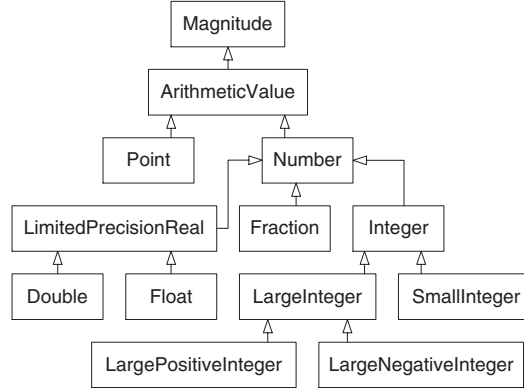 Magnitude
ArithmeticValue
Point
Number
LimitedPrecisionReal
Fraction
Integer
Double
Float
LargeInteger
SmallInteger
LargePositiveInteger
LargeNegativeInteger